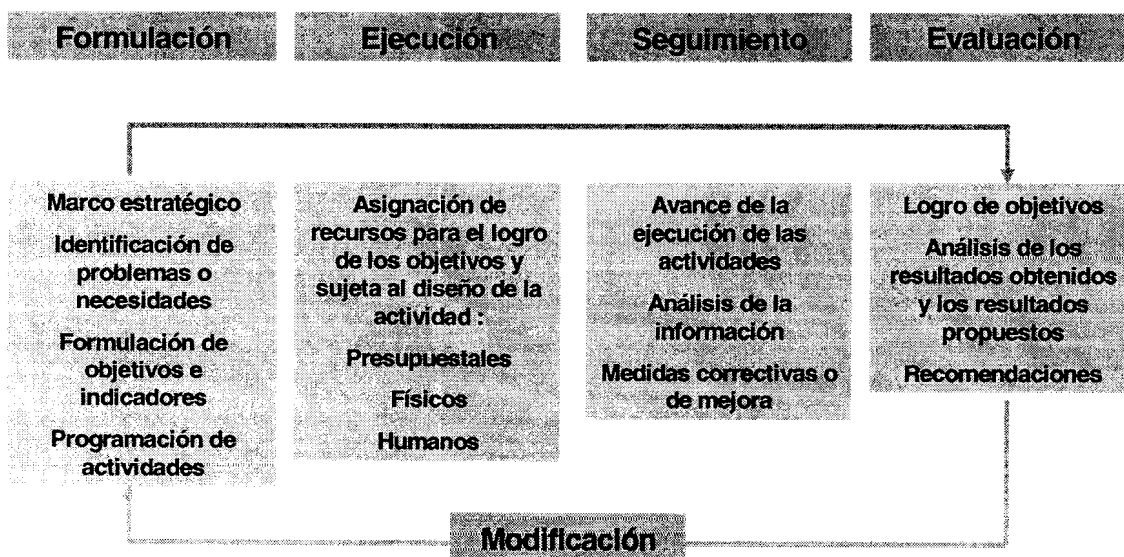 Formulación
Ejecución
Seguimiento
Evaluación
Marco estratégico
Identificación de
problemas o
necesidades
Formulación de
objetivos e
indicadores
Programación de
actividades
Asignación de
recursos para el logro
de los objetivos y
sujeta al diseño de la
actividad :
Presupuestales
Físicos
Humanos
Avance de la
ejecución de las
actividades
Análisis de la
información
Medidas correctivas o
de mejora
Logro de objetivos
Análisis de los
resultados obtenidos
y los resultados
propuestos
Recomendaciones
Modificación